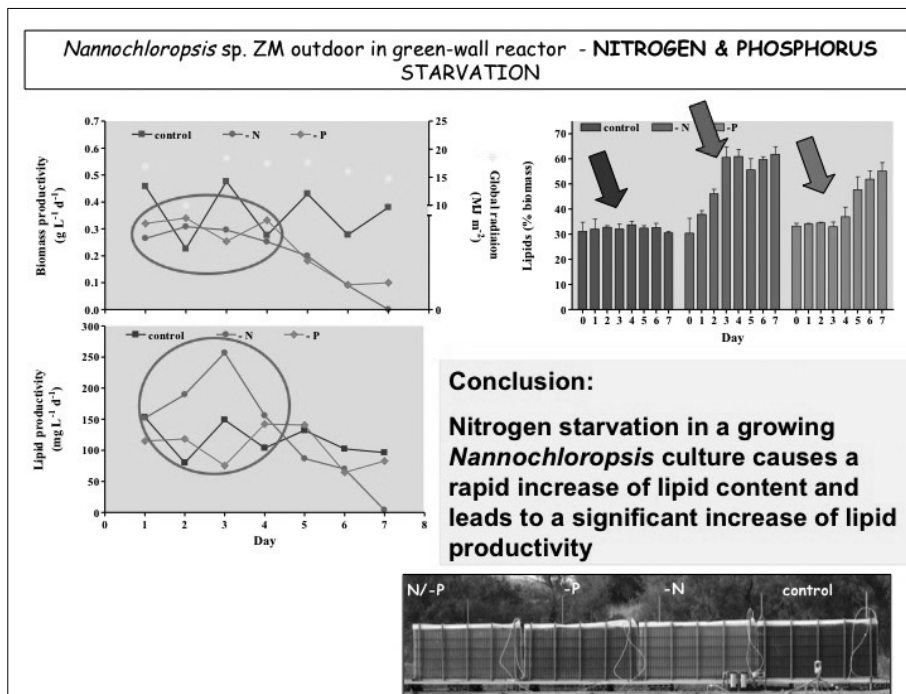 Nannochloropsis sp. ZM outdoor in green-wall reactor - NITROGEN & PHOSPHORUS
STARVATION
control - N - P
Biomass productivity
(g L⁻¹ d⁻¹)
0.7
0.6
0.5
0.4
0.3
0.2
0.1
0.0
25
20
15
10
0
Global radiation
(MJ m⁻²)
control - N - P
Lipid productivity
(mg L⁻¹ d⁻¹)
300
250
200
150
100
50
0
0 1 2 3 4 5 6 7 8
Day
control - N -P
Lipids (% biomass)
70
60
50
40
30
20
10
0
0 1 2 3 4 5 6 7 0 1 2 3 4 5 6 7 0 1 2 3 4 5 6 7
Day
Conclusion:
Nitrogen starvation in a growing
Nannochloropsis culture causes a
rapid increase of lipid content and
leads to a significant increase of lipid
productivity
N/-P -P -N control